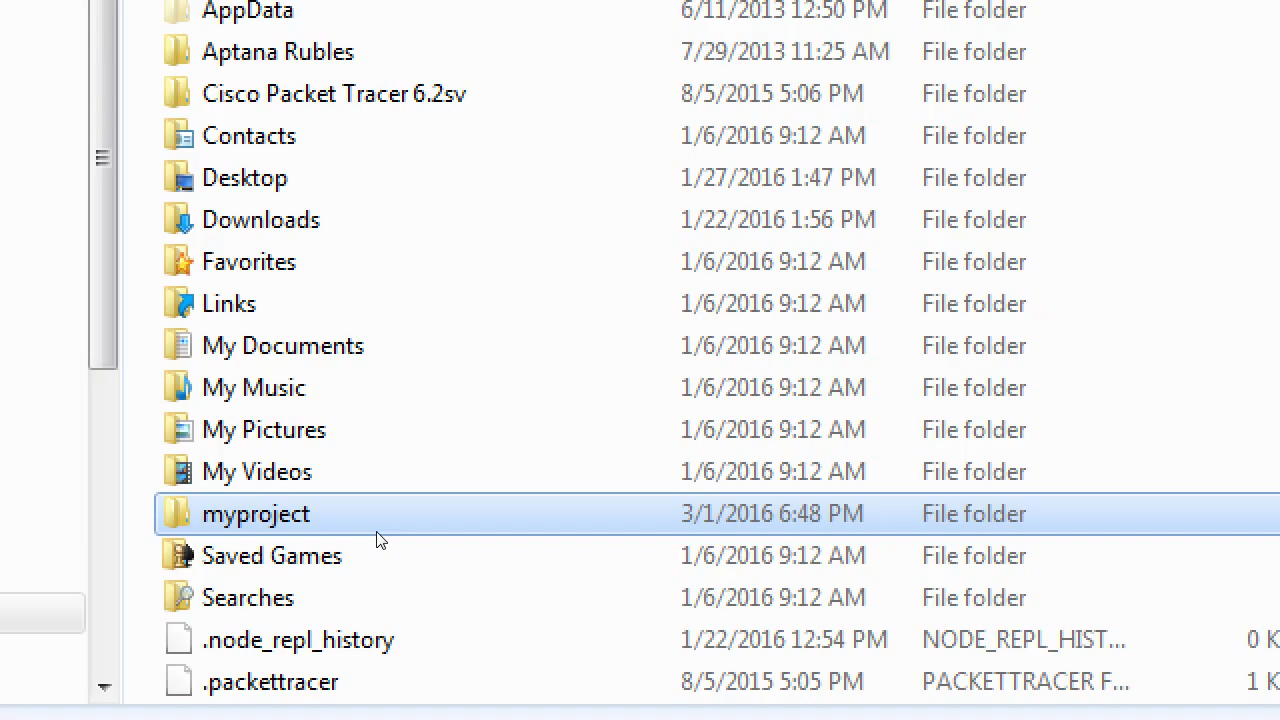 AppData 6/11/2013 12:50 PM File folder
Aptana Rubles 7/29/2013 11:25 AM File folder
Cisco Packet Tracer 6.2sv 8/5/2015 5:06 PM File folder
Contacts 1/6/2016 9:12 AM File folder
Desktop 1/27/2016 1:47 PM File folder
Downloads 1/22/2016 1:56 PM File folder
Favorites 1/6/2016 9:12 AM File folder
Links 1/6/2016 9:12 AM File folder
My Documents 1/6/2016 9:12 AM File folder
My Music 1/6/2016 9:12 AM File folder
My Pictures 1/6/2016 9:12 AM File folder
My Videos 1/6/2016 9:12 AM File folder
myproject 3/1/2016 6:48 PM File folder
Saved Games 1/6/2016 9:12 AM File folder
Searches 1/6/2016 9:12 AM File folder
.node_repl_history 1/22/2016 12:54 PM NODE_REPL_HIST... 0 K
.packettracer 8/5/2015 5:05 PM PACKETTRACER F... 1 K